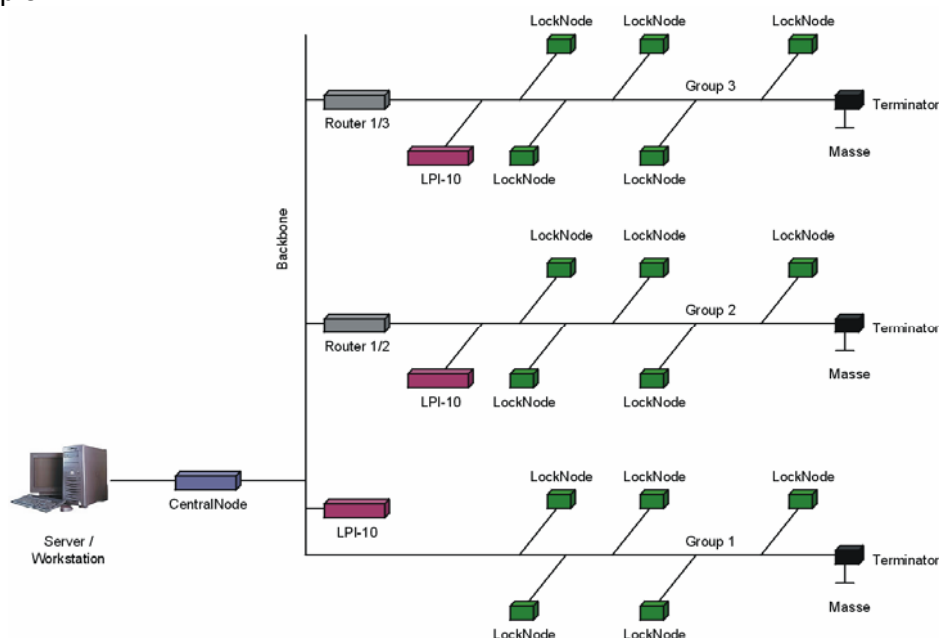 LockNode LockNode LockNode
Group 3
Router 1/3
Terminator
LPI-10 LockNode LockNode
Masse
Backbone
LockNode LockNode LockNode
Group 2
Router 1/2
Terminator
LPI-10 LockNode LockNode
Masse
LockNode LockNode LockNode
CentralNode
LPI-10
Server /
Workstation
Group 1
Terminator
Masse
LockNode LockNode